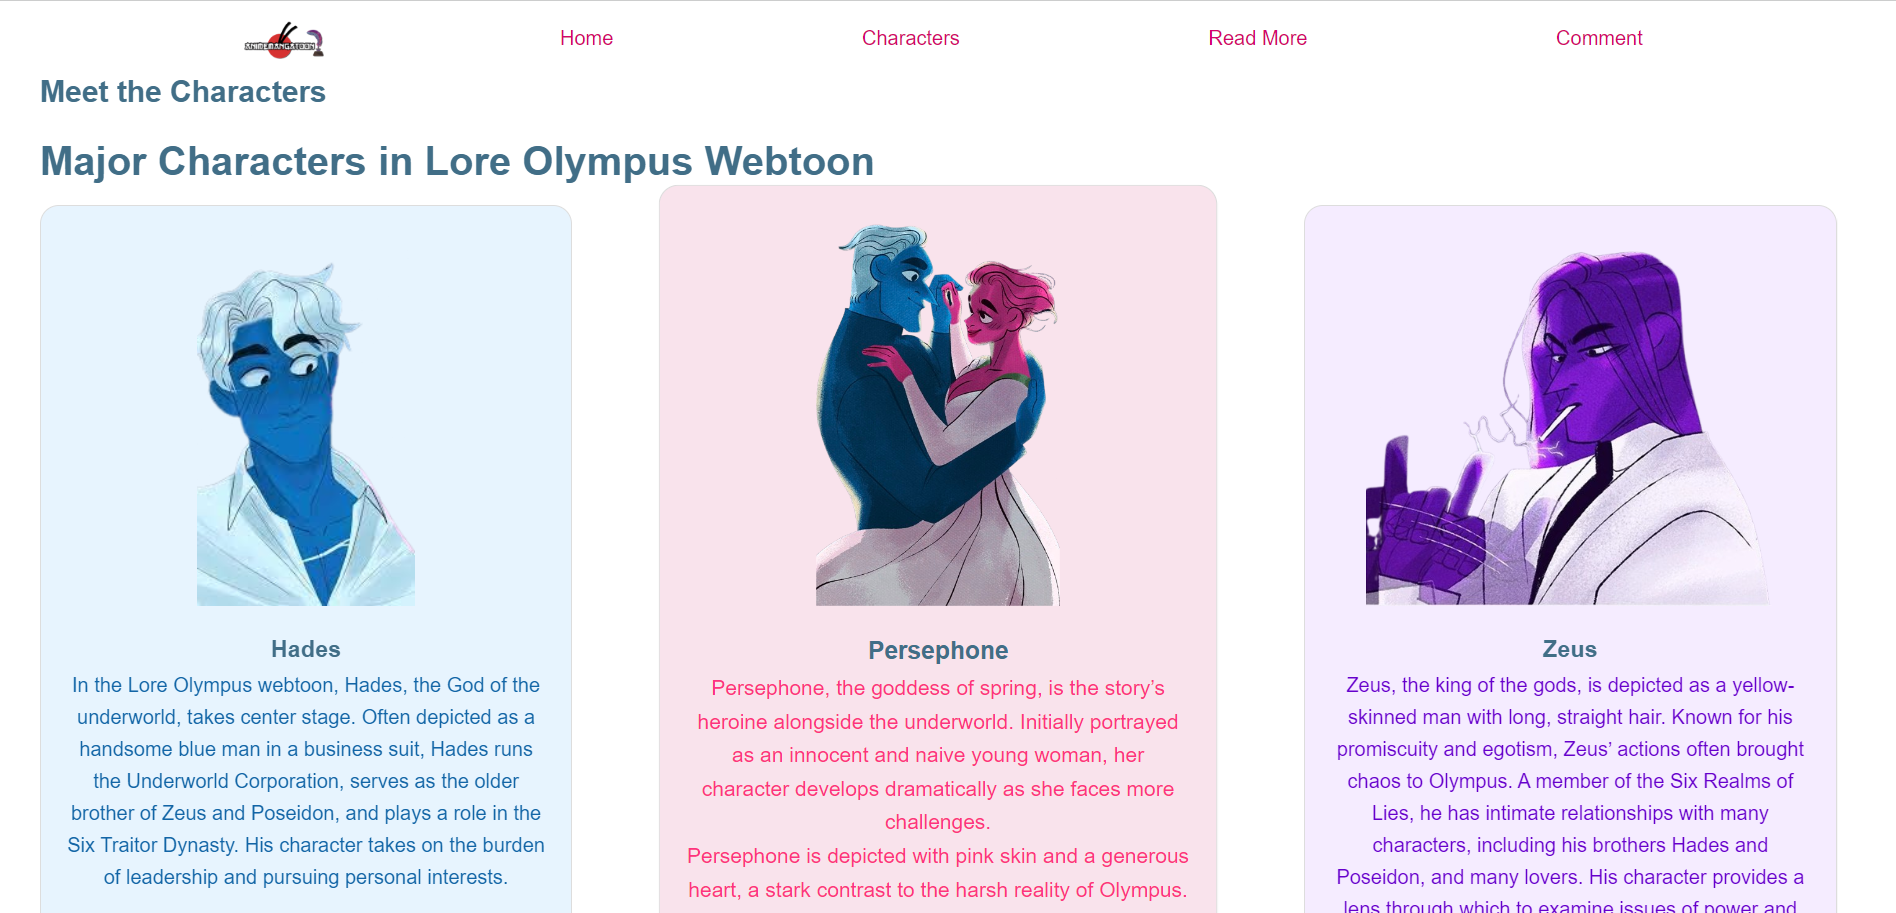 ANIMEMANGATOON
Home
Characters
Read More
Comment
Meet the Characters
Major Characters in Lore Olympus Webtoon
Hades
In the Lore Olympus webtoon, Hades, the God of the
underworld, takes center stage. Often depicted as a
handsome blue man in a business suit, Hades runs
the Underworld Corporation, serves as the older
brother of Zeus and Poseidon, and plays a role in the
Six Traitor Dynasty. His character takes on the burden
of leadership and pursuing personal interests.
Persephone
Persephone, the goddess of spring, is the story’s
heroine alongside the underworld. Initially portrayed
as an innocent and naive young woman, her
character develops dramatically as she faces more
challenges.
Persephone is depicted with pink skin and a generous
heart, a stark contrast to the harsh reality of Olympus.
Zeus
Zeus, the king of the gods, is depicted as a yellow-
skinned man with long, straight hair. Known for his
promiscuity and egotism, Zeus’ actions often brought
chaos to Olympus. A member of the Six Realms of
Lies, he has intimate relationships with many
characters, including his brothers Hades and
Poseidon, and many lovers. His character provides a
lens through which to examine issues of power and